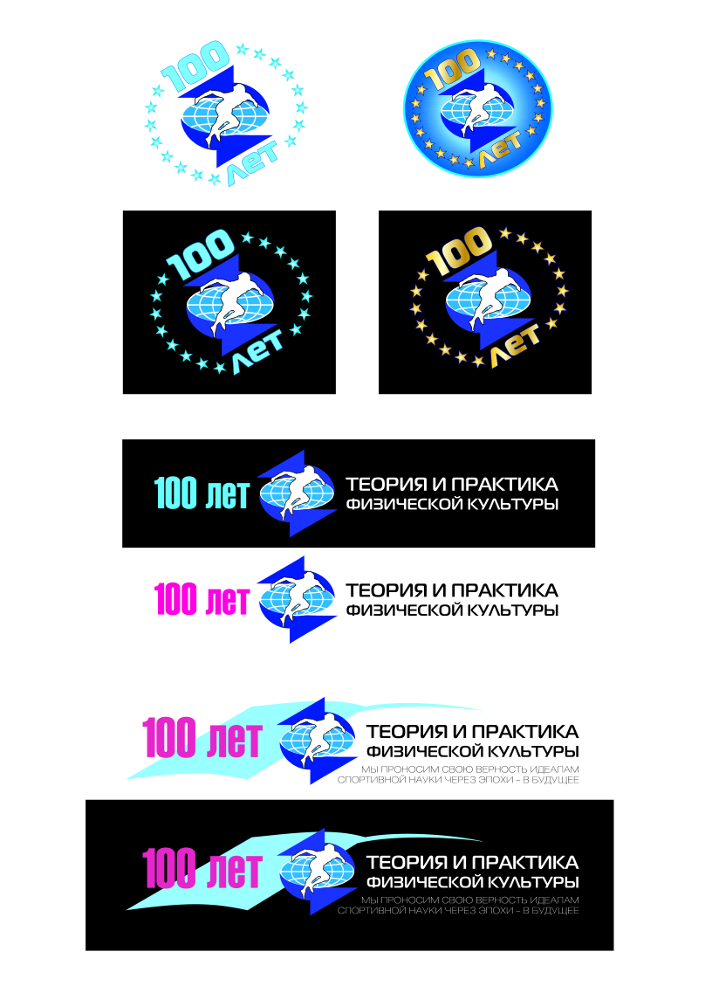 100
лет
100
лет
100
лет
100
лет
100 лет
ТЕОРИЯ И ПРАКТИКА
ФИЗИЧЕСКОЙ КУЛЬТУРЫ
100 лет
ТЕОРИЯ И ПРАКТИКА
ФИЗИЧЕСКОЙ КУЛЬТУРЫ
100 лет
ТЕОРИЯ И ПРАКТИКА
ФИЗИЧЕСКОЙ КУЛЬТУРЫ
МЫ ПРОНОСИМ СВОЮ ВЕРНОСТЬ ИДЕАЛАМ
СПОРТИВНОЙ НАУКИ ЧЕРЕЗ ЭПОХИ – В БУДУЩЕЕ
100 лет
ТЕОРИЯ И ПРАКТИКА
ФИЗИЧЕСКОЙ КУЛЬТУРЫ
МЫ ПРОНОСИМ СВОЮ ВЕРНОСТЬ ИДЕАЛАМ
СПОРТИВНОЙ НАУКИ ЧЕРЕЗ ЭПОХИ – В БУДУЩЕЕ